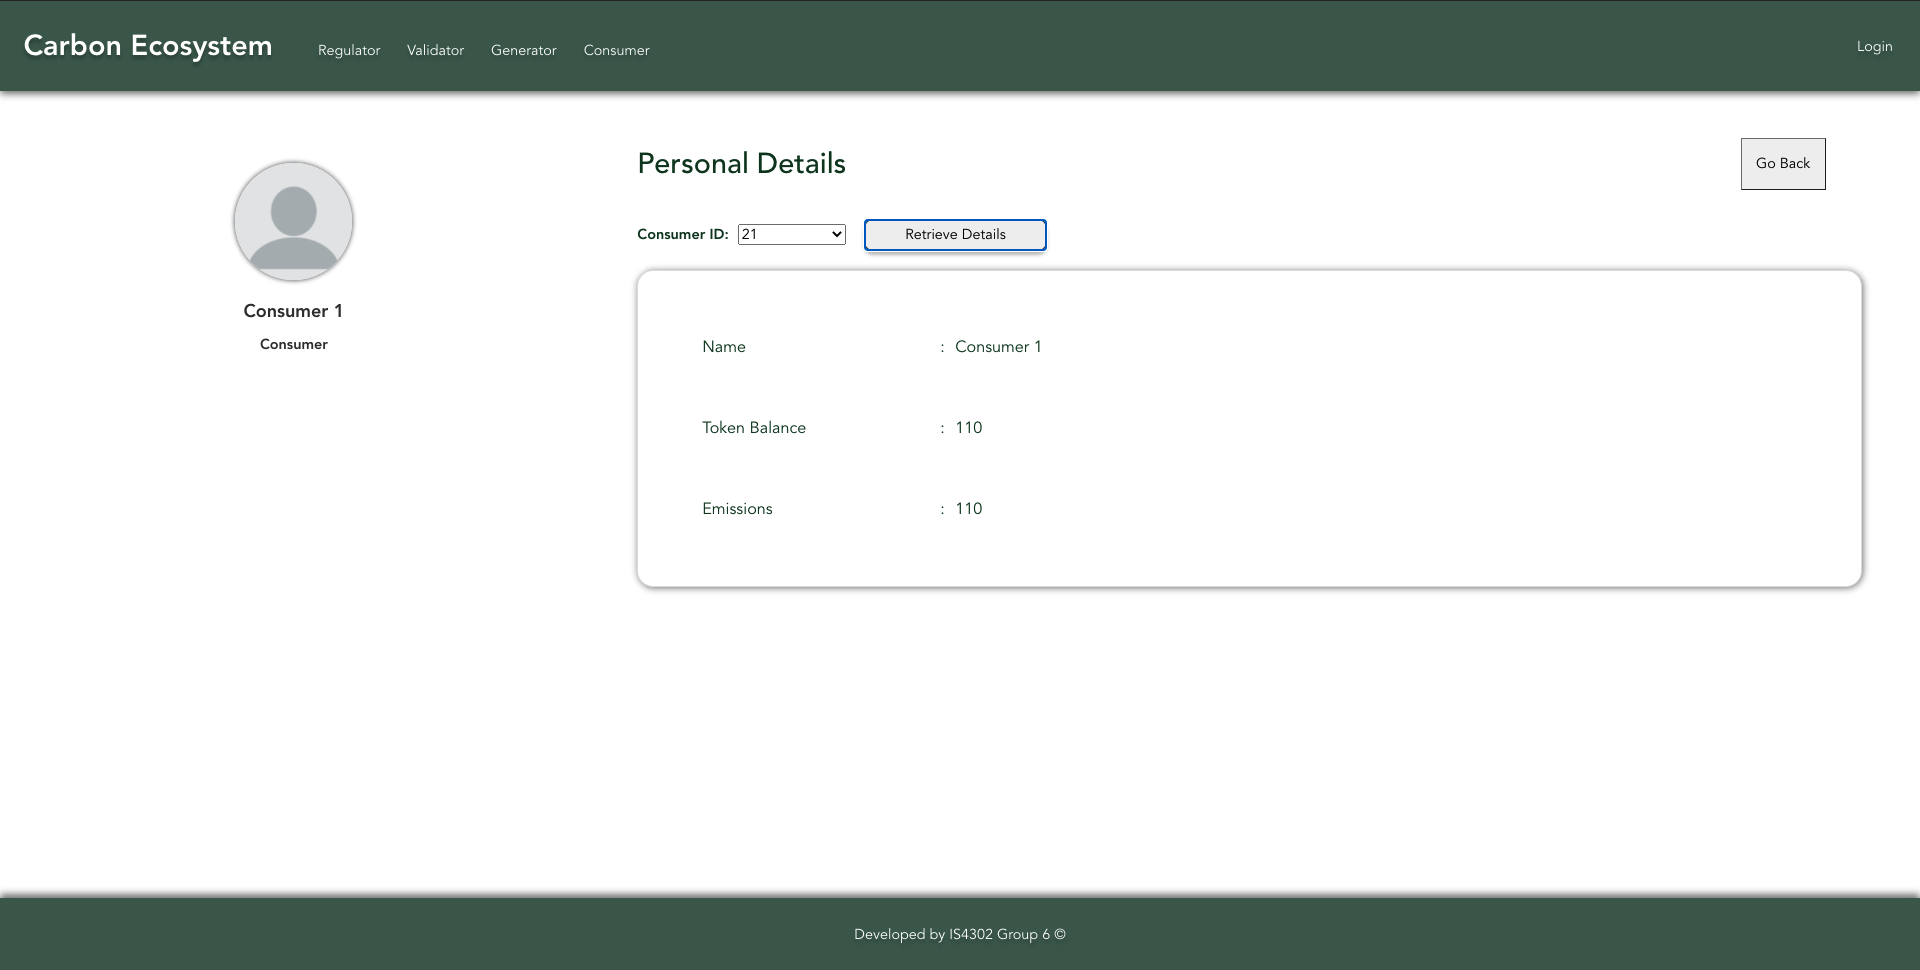 Carbon Ecosystem Regulator Validator Generator Consumer Login
Personal Details
Go Back
Consumer ID: 21 Retrieve Details
Consumer 1
Consumer
Name : Consumer 1
Token Balance : 110
Emissions : 110
Developed by IS4302 Group 6 ©